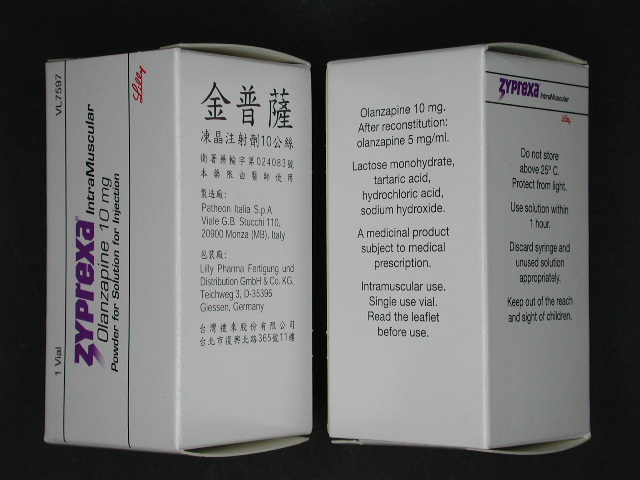 VL7597
1 Vial
ZYPREXA® IntraMuscular
Olanzapine 10 mg
Powder for Solution for Injection
Lilly
金普薩
凍晶注射劑10公絲
衛署藥輸字第024083號
本藥限由醫師使用
製造廠:
Patheon Italia S.p.A
Viale G.B. Stucchi 110,
20900 Monza (MB), Italy
包裝廠:
Lilly Pharma Fertigung und
Distribution GmbH & Co. KG,
Teichweg 3, D-35396
Giessen, Germany
台灣禮來股份有限公司
台北市復興北路365號11樓
Olanzapine 10 mg.
After reconstitution:
olanzapine 5 mg/ml.
Lactose monohydrate,
tartaric acid,
hydrochloric acid,
sodium hydroxide.
A medicinal product
subject to medical
prescription.
Intramuscular use.
Single use vial.
Read the leaflet
before use.
ZYPREXA IntraMuscular
Lilly
Do not store
above 25° C.
Protect from light.
Use solution within
1 hour.
Discard syringe and
unused solution
appropriately.
Keep out of the reach
and sight of children.